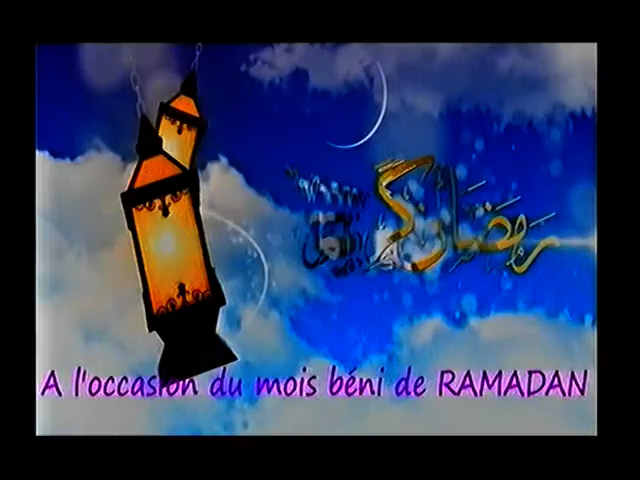 رمضان
A l'occasion du mois béni de RAMADAN